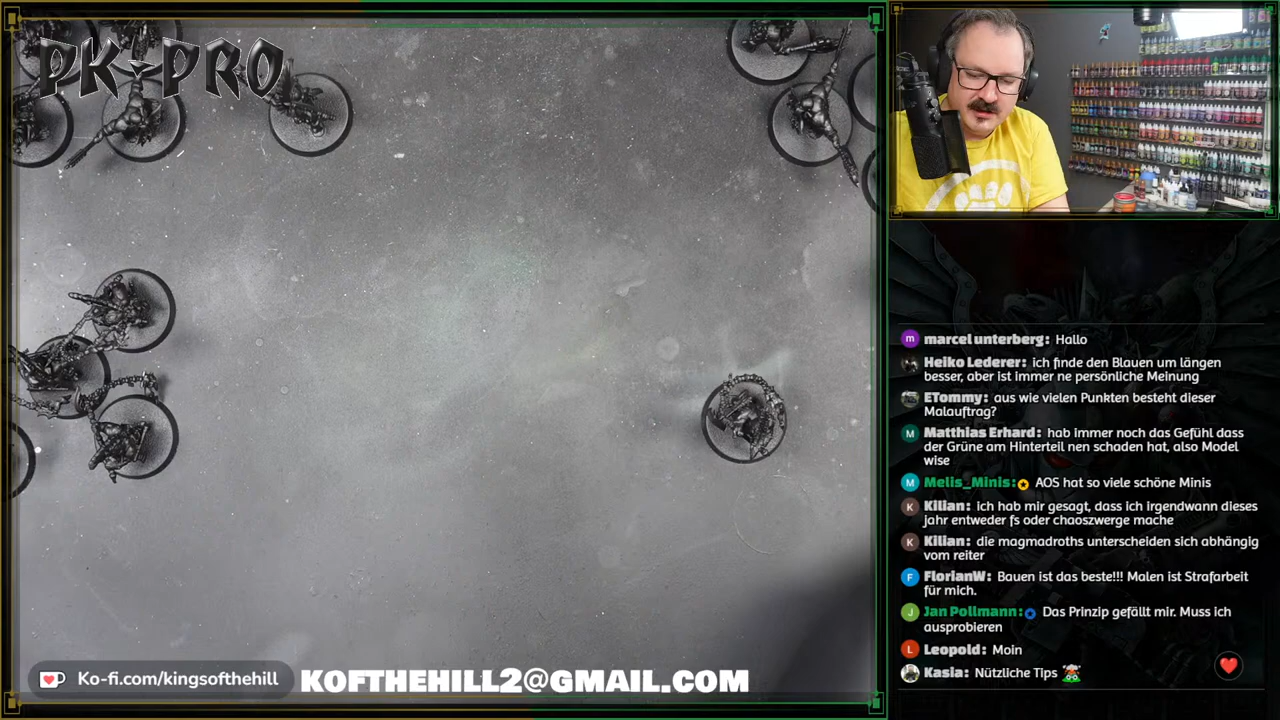 PK-PRO
marcel unterberg: Hallo
Heiko Lederer: ich finde den Blauen um längen
besser, aber ist immer ne persönliche Meinung
ETommy: aus wie vielen Punkten besteht dieser
Malauftrag?
Matthias Erhard: hab immer noch das Gefühl dass
der Grüne am Hinterteil nen schaden hat, also Model
wise
Melis_Minis: AOS hat so viele schöne Minis
Kilian: ich hab mir gesagt, dass ich irgendwann dieses
jahr entweder fs oder chaoszwerge mache
Kilian: die magmadroths unterscheiden sich abhängig
vom reiter
FlorianW: Bauen ist das beste!!! Malen ist Strafarbeit
für mich.
Jan Pollmann: Das Prinzip gefällt mir. Muss ich
ausprobieren
Leopold: Moin
Kasia: Nützliche Tips
Ko-fi.com/kingsofthehill
KOFTHEHILL2@GMAIL.COM